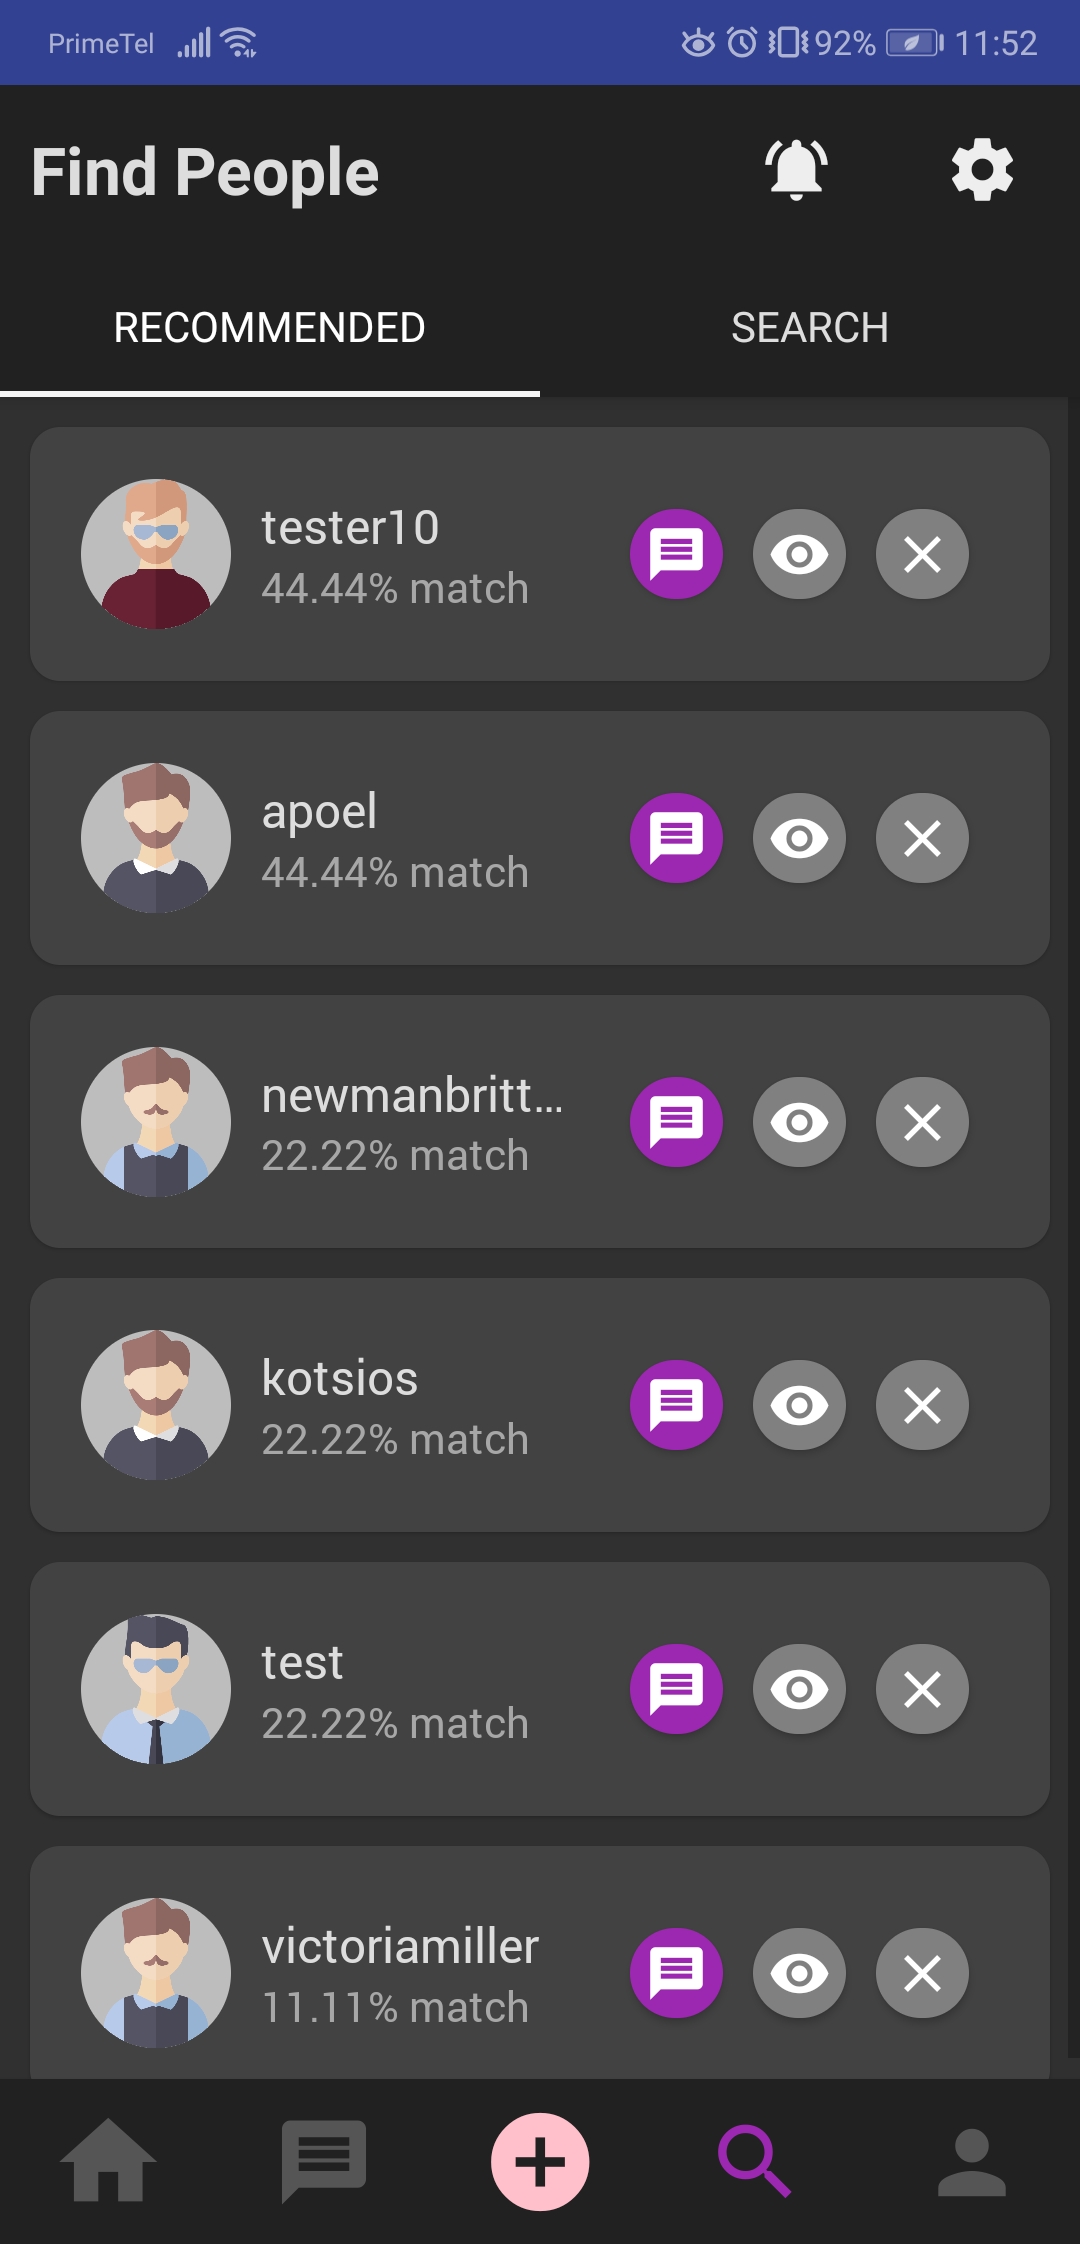 PrimeTel 92% 11:52
Find People
RECOMMENDED SEARCH
tester10
44.44% match
apoel
44.44% match
newmanbritt...
22.22% match
kotsios
22.22% match
test
22.22% match
victoriamiller
11.11% match